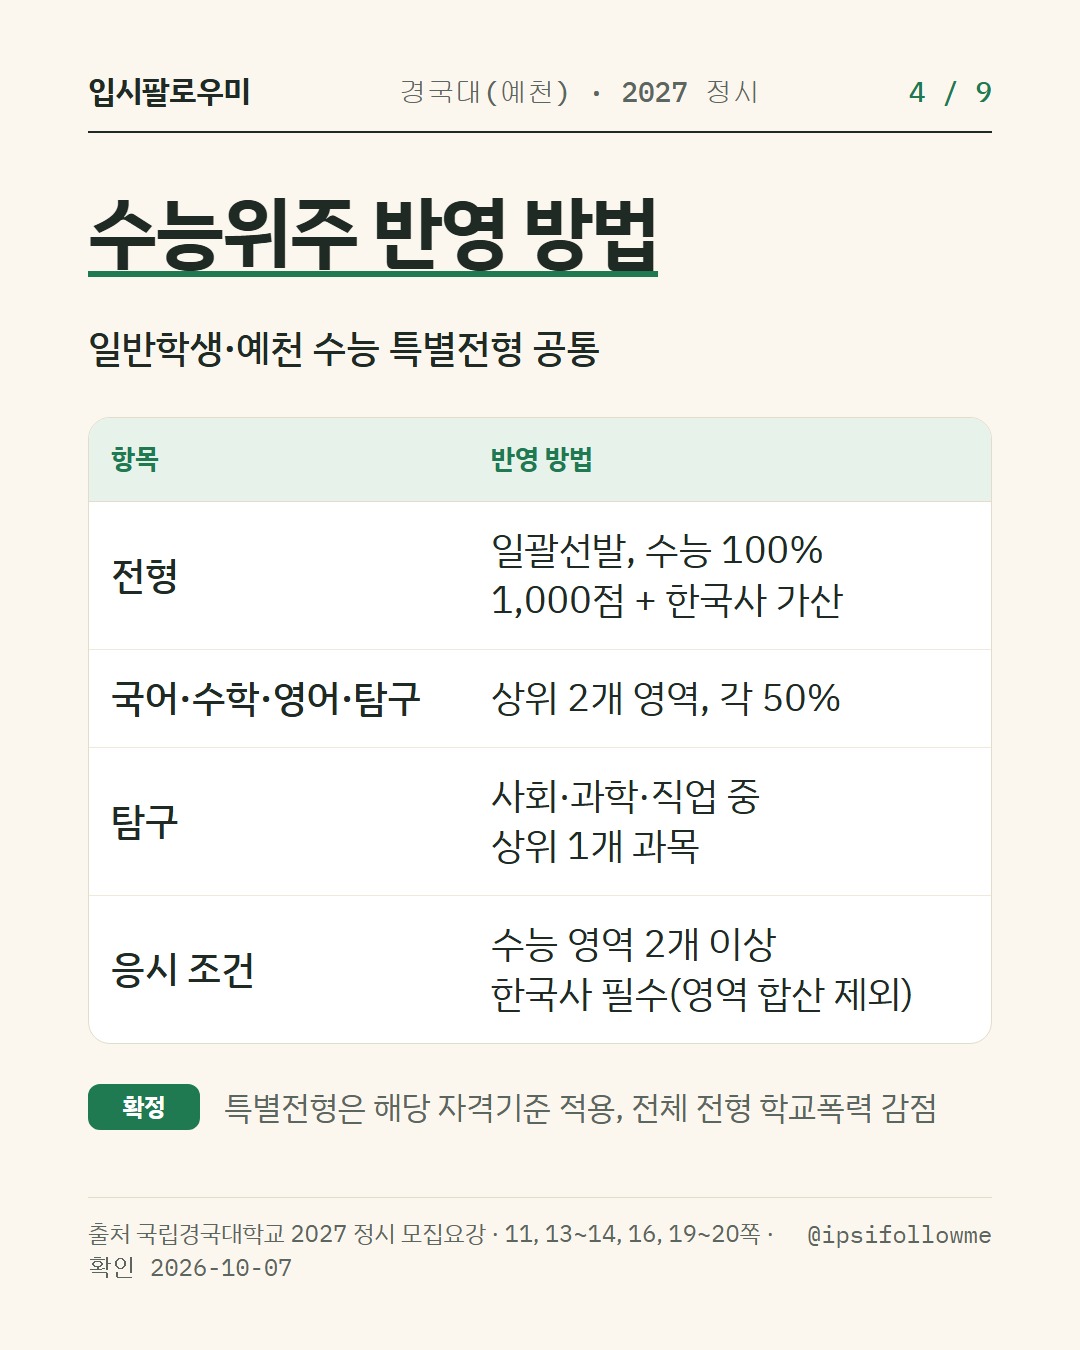 입시팔로우미
경국대(예천) · 2027 정시
4 / 9
수능위주 반영 방법
일반학생·예천 수능 특별전형 공통
항목
반영 방법
전형
일괄선발, 수능 100%
1,000점 + 한국사 가산
국어·수학·영어·탐구
상위 2개 영역, 각 50%
탐구
사회·과학·직업 중
상위 1개 과목
응시 조건
수능 영역 2개 이상
한국사 필수(영역 합산 제외)
확정
특별전형은 해당 자격기준 적용, 전체 전형 학교폭력 감점
출처 국립경국대학교 2027 정시 모집요강 · 11, 13~14, 16, 19~20쪽 ·
확인 2026-10-07
@ipsifollowme